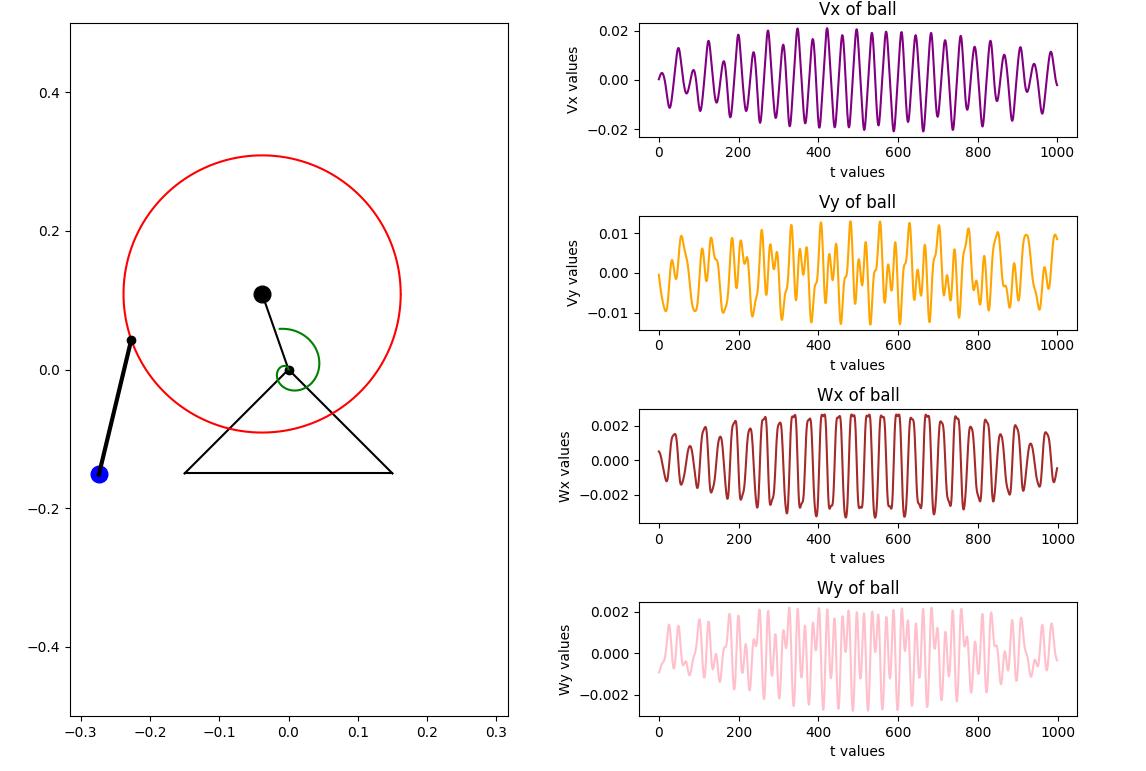 0.4
0.2
0.0
−0.2
−0.4
−0.3 −0.2 −0.1 0.0 0.1 0.2 0.3
Vx of ball
Vx values
0.02
0.00
−0.02
0 200 400 600 800 1000
t values
Vy of ball
Vy values
0.01
0.00
−0.01
0 200 400 600 800 1000
t values
Wx of ball
Wx values
0.002
0.000
−0.002
0 200 400 600 800 1000
t values
Wy of ball
Wy values
0.002
0.000
−0.002
0 200 400 600 800 1000
t values